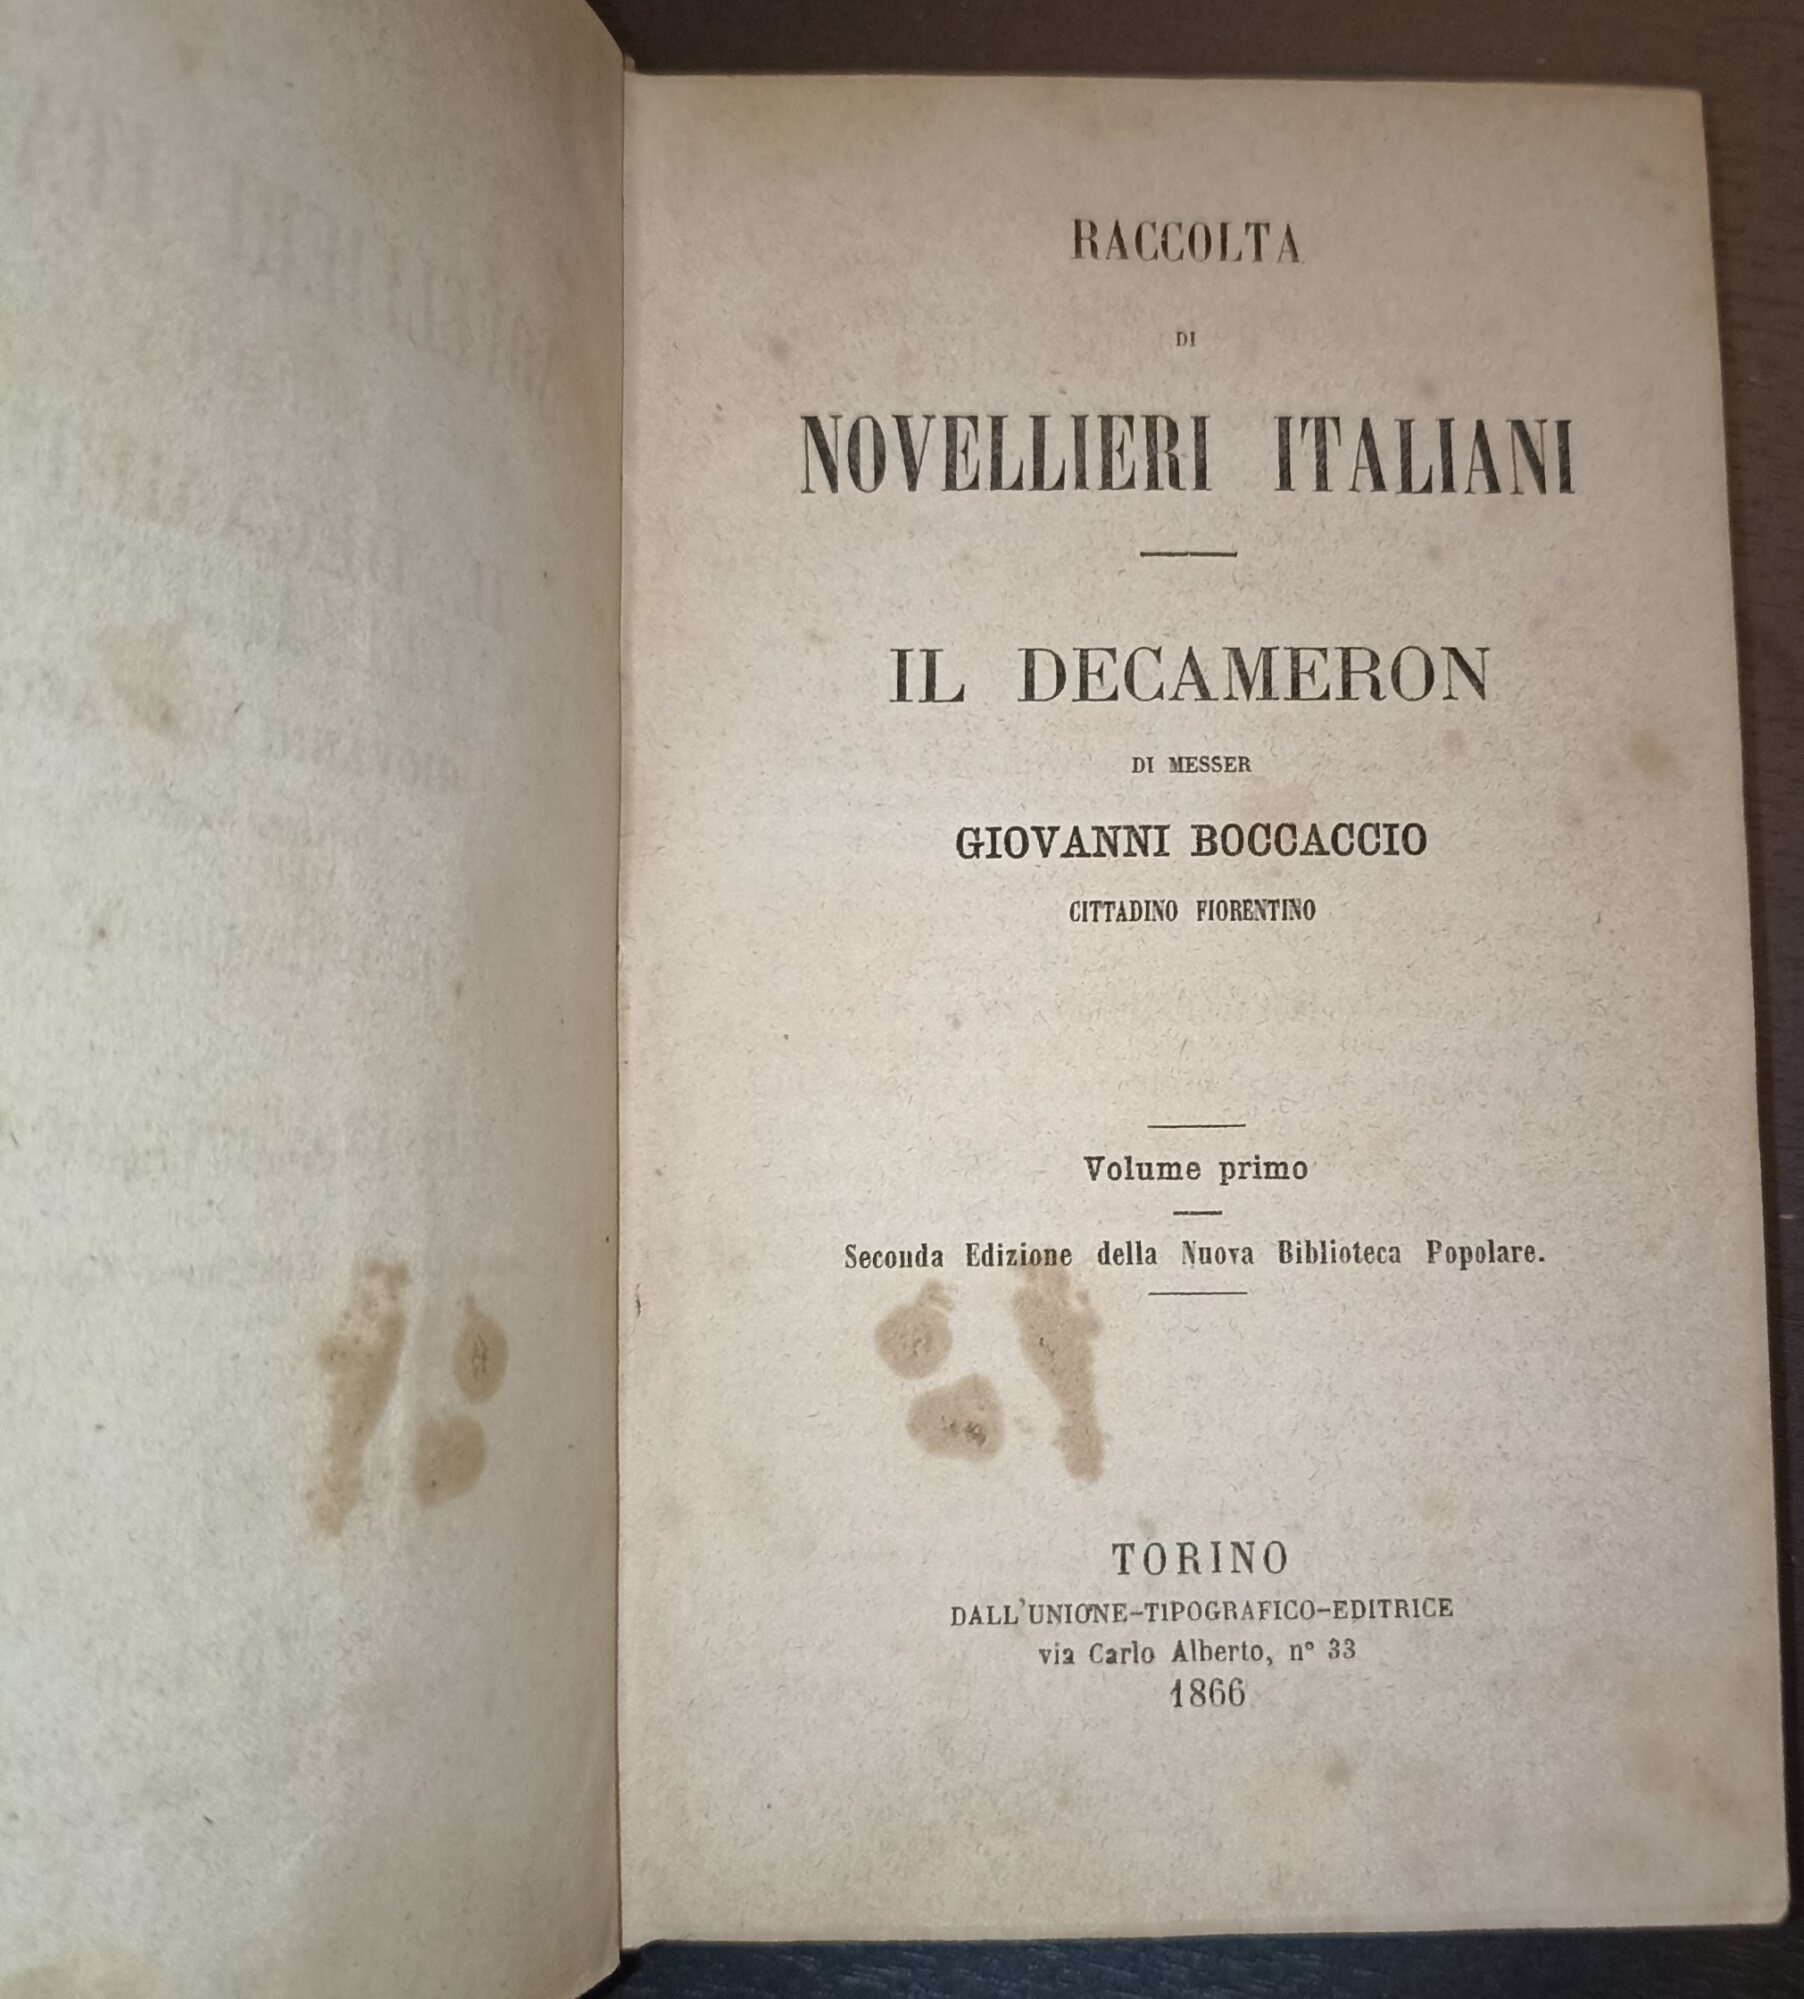 RACCOLTA
DI
NOVELLIERI ITALIANI
IL DECAMERON
DI MESSER
GIOVANNI BOCCACCIO
CITTADINO FIORENTINO
Volume primo
Seconda Edizione della Nuova Biblioteca Popolare.
TORINO
DALL'UNIONE-TIPOGRAFICO-EDITRICE
via Carlo Alberto, n° 33
1866